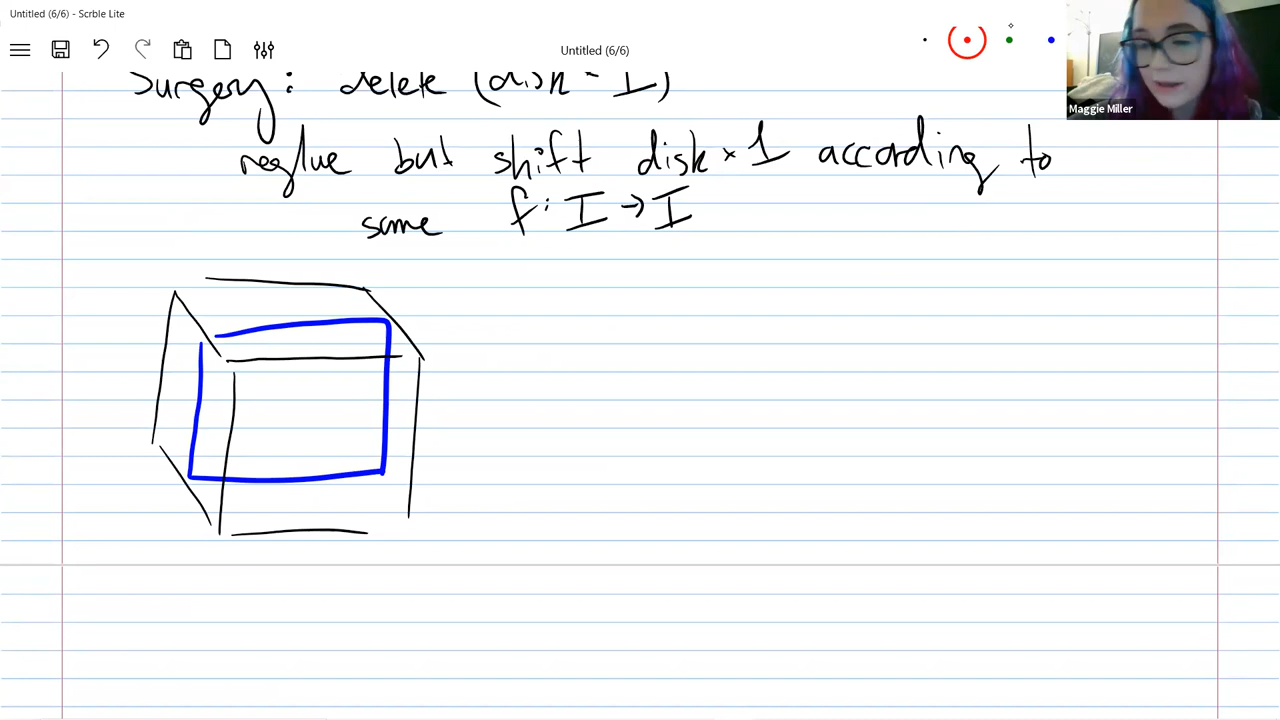 Untitled (6/6) - Scrble Lite
Untitled (6/6)
Maggie Miller
Surgery: delete (disk × I)
reglue but shift disk × 1 according to
some f: I → I